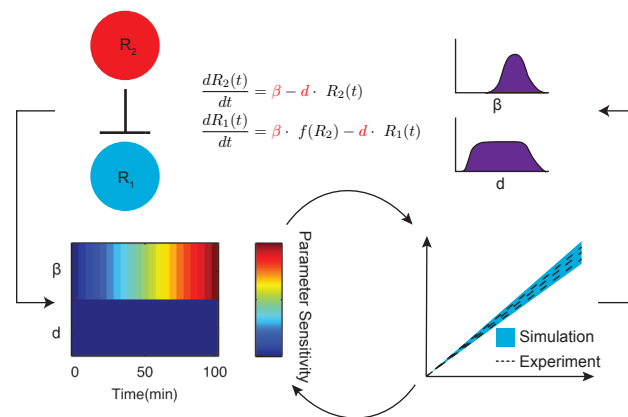 R₂
R₁
dR₂(t)/dt = β − d · R₂(t)
dR₁(t)/dt = β · f(R₂) − d · R₁(t)
β
d
β
d
0 50 100
Time(min)
Parameter Sensitivity
Simulation
Experiment